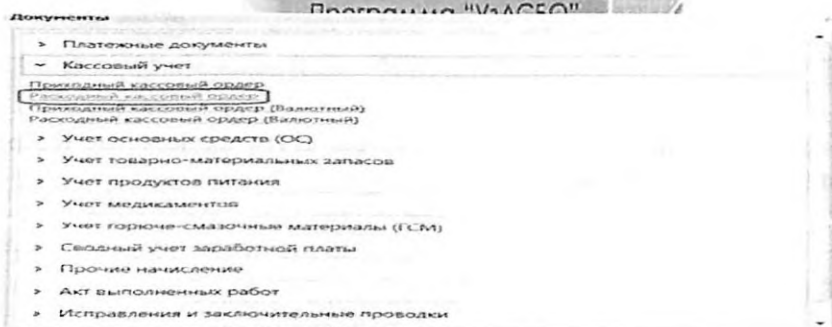 Программа "УзАСБО"
Документы
> Платежные документы
Кассовый учет
Приходный кассовый ордер
Расходный кассовый ордер
Приходный кассовый ордер (Валютный)
Расходный кассовый ордер (Валютный)
> Учет основных средств (ОС)
> Учет товарно-материальных запасов
> Учет продуктов питания
> Учет медикаментов
> Учет горюче-смазочные материалы (ГСМ)
> Сводный учет заработной платы
> Прочие начисление
> Акт выполненных работ
> Исправления и заключительные проводки